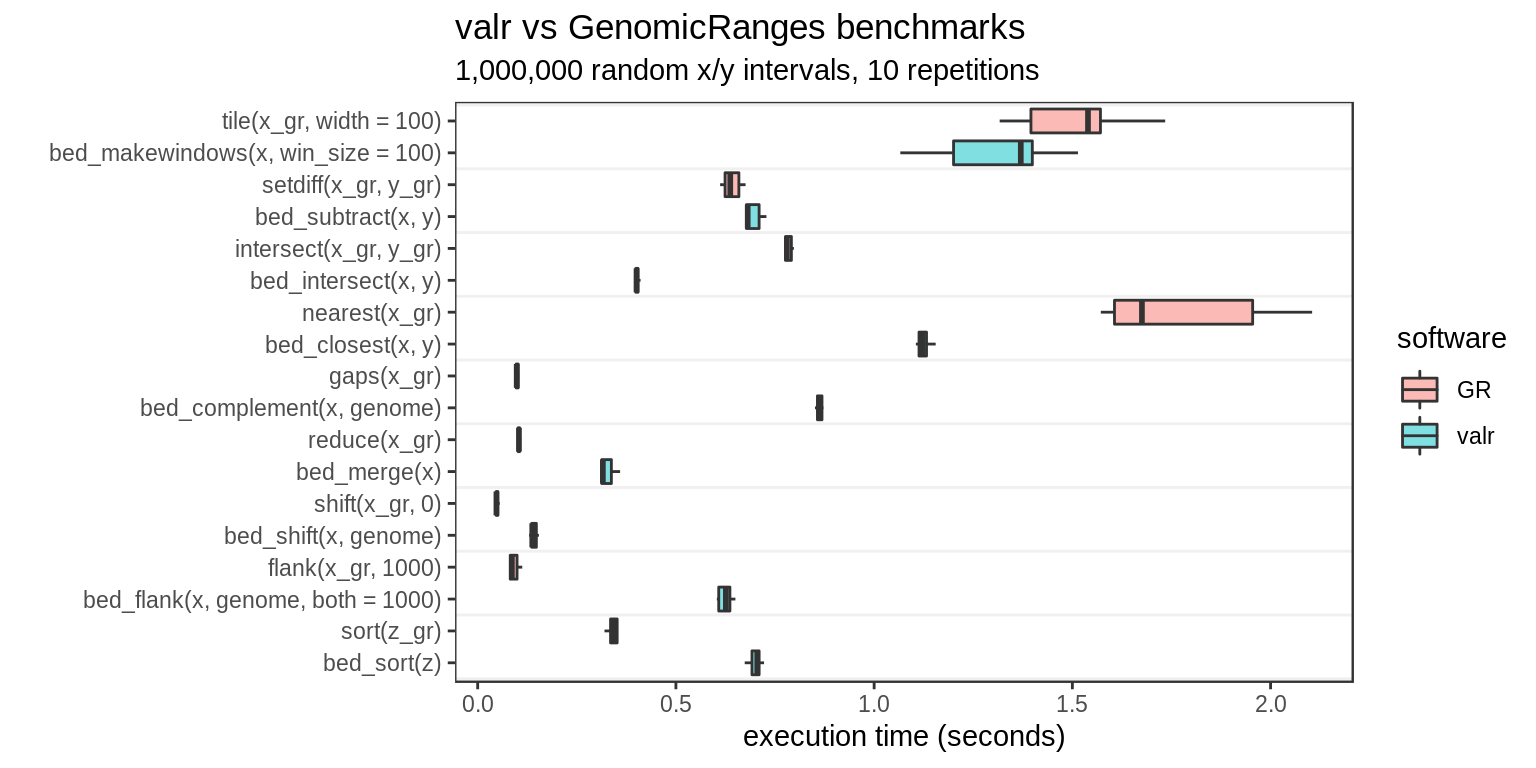 valr vs GenomicRanges benchmarks
1,000,000 random x/y intervals, 10 repetitions
tile(x_gr, width = 100)
bed_makewindows(x, win_size = 100)
setdiff(x_gr, y_gr)
bed_subtract(x, y)
intersect(x_gr, y_gr)
bed_intersect(x, y)
nearest(x_gr)
bed_closest(x, y)
gaps(x_gr)
bed_complement(x, genome)
reduce(x_gr)
bed_merge(x)
shift(x_gr, 0)
bed_shift(x, genome)
flank(x_gr, 1000)
bed_flank(x, genome, both = 1000)
sort(z_gr)
bed_sort(z)
0.0 0.5 1.0 1.5 2.0
execution time (seconds)
software
GR
valr